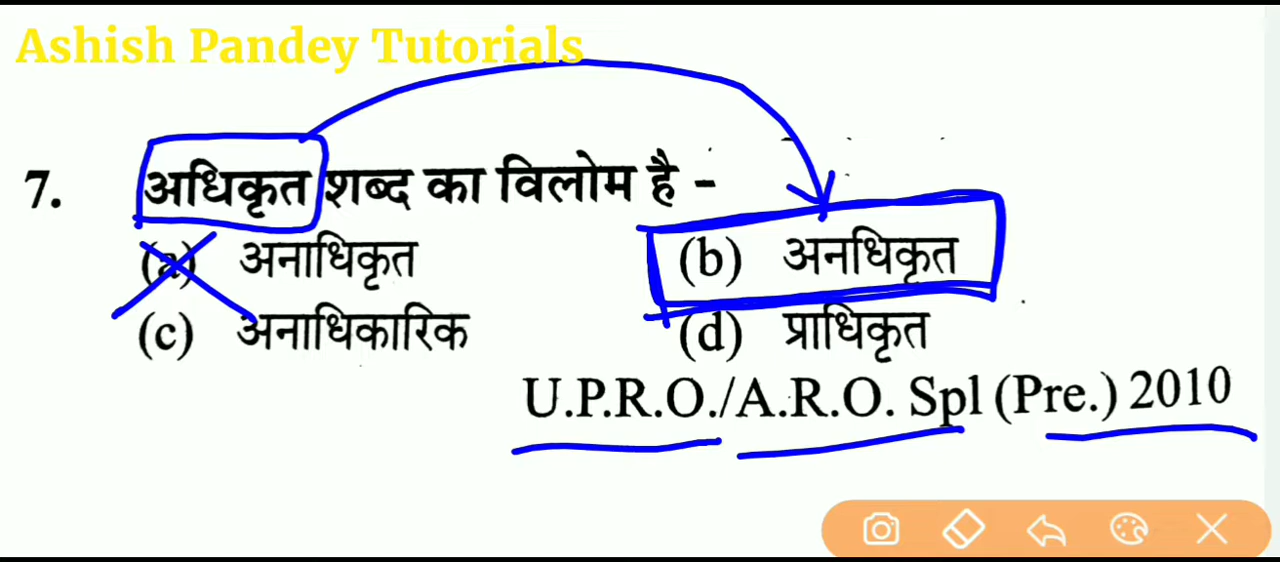 Ashish Pandey Tutorials
7. अधिकृत शब्द का विलोम है -
(a) अनाधिकृत (b) अनधिकृत
(c) अनाधिकारिक (d) प्राधिकृत
U.P.R.O./A.R.O. Spl (Pre.) 2010